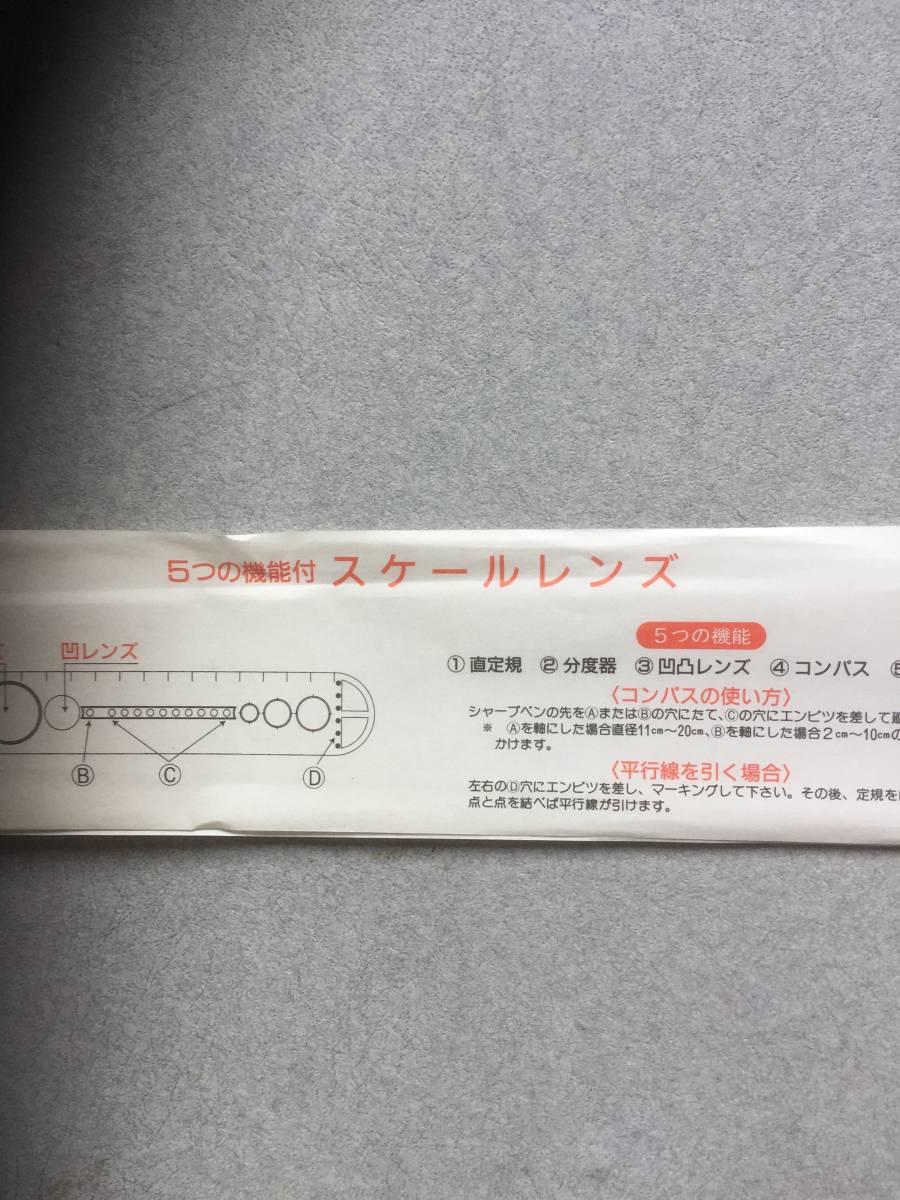 5つの機能付 スケールレンズ
凹レンズ
Ⓑ Ⓒ Ⓓ
5つの機能
① 直定規 ② 分度器 ③ 凹凸レンズ ④ コンパス ⑤
〈コンパスの使い方〉
シャープペンの先をⒶまたはⒷの穴にたて、Ⓒの穴にエンピツを差して
※ Ⓐを軸にした場合直径11cm〜20cm、Ⓑを軸にした場合2cm〜10cmの
かけます。
〈平行線を引く場合〉
左右のⒹ穴にエンピツを差し、マーキングして下さい。その後、定規を
点と点を結べば平行線が引けます。